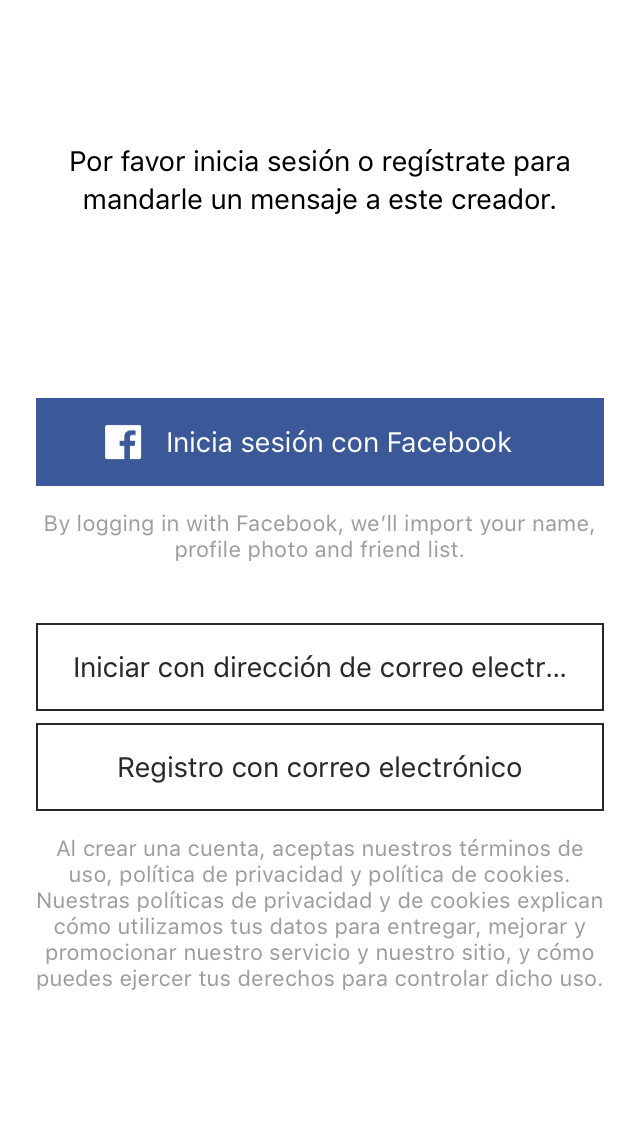 Por favor inicia sesión o regístrate para
mandarle un mensaje a este creador.
Inicia sesión con Facebook
By logging in with Facebook, we’ll import your name,
profile photo and friend list.
Iniciar con dirección de correo electr...
Registro con correo electrónico
Al crear una cuenta, aceptas nuestros términos de
uso, política de privacidad y política de cookies.
Nuestras políticas de privacidad y de cookies explican
cómo utilizamos tus datos para entregar, mejorar y
promocionar nuestro servicio y nuestro sitio, y cómo
puedes ejercer tus derechos para controlar dicho uso.